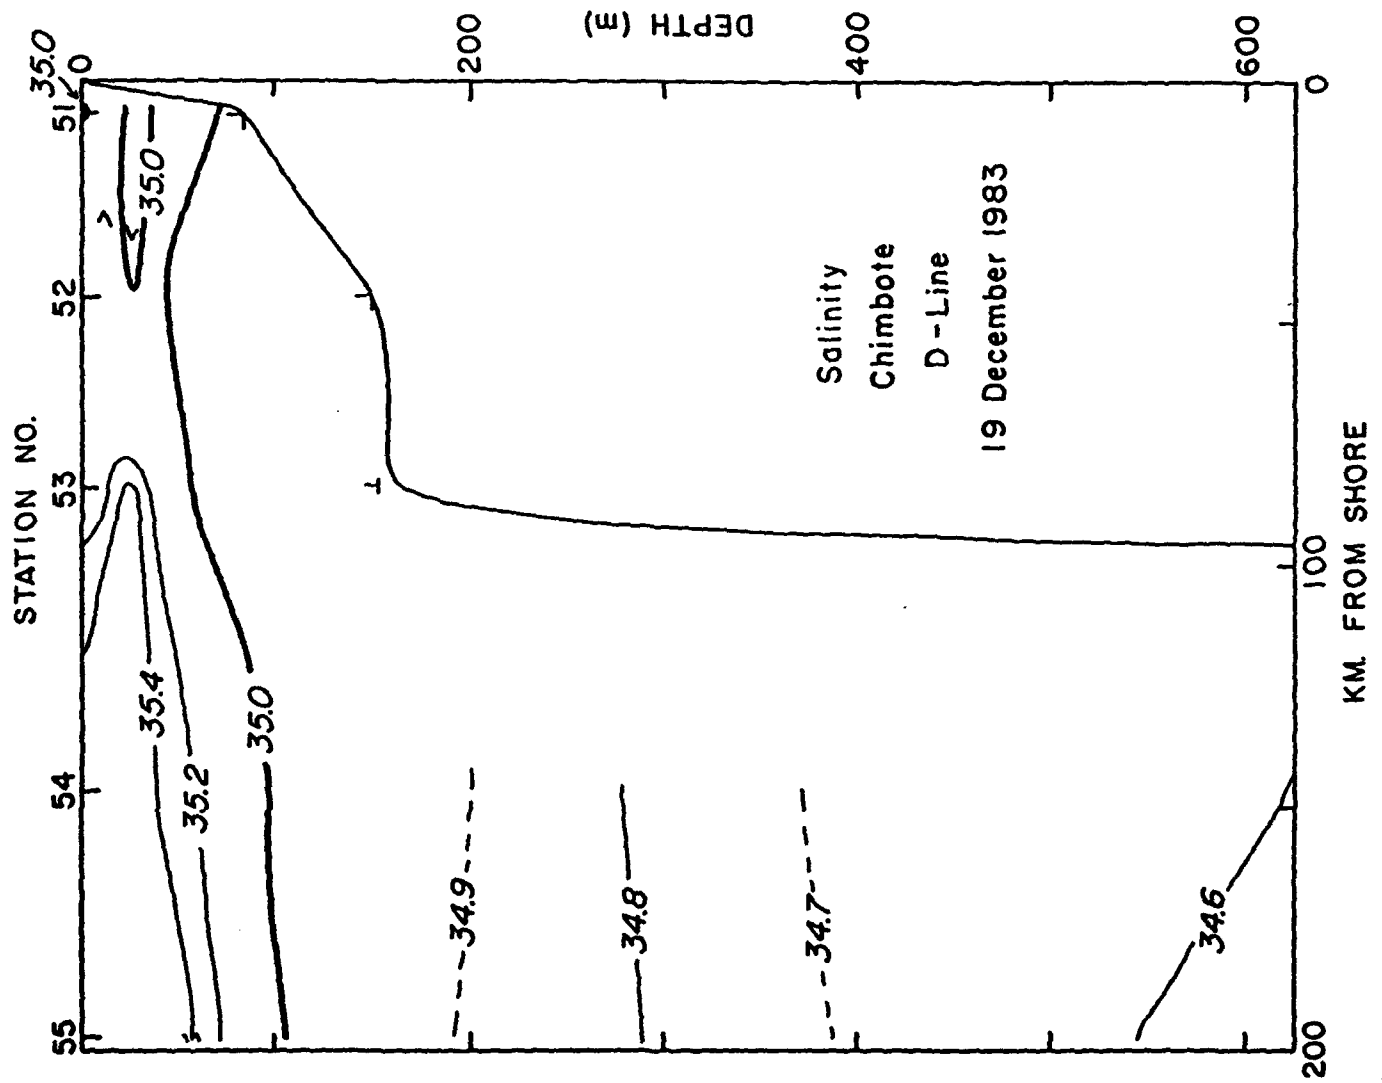 STATION NO.
55 54 53 52 51 35.0
0
200
400
600
DEPTH (m)
35.4
35.2
35.0
35.0
34.9
34.8
34.7
34.6
Salinity
Chimbote
D-Line
19 December 1983
200 100 0
KM. FROM SHORE